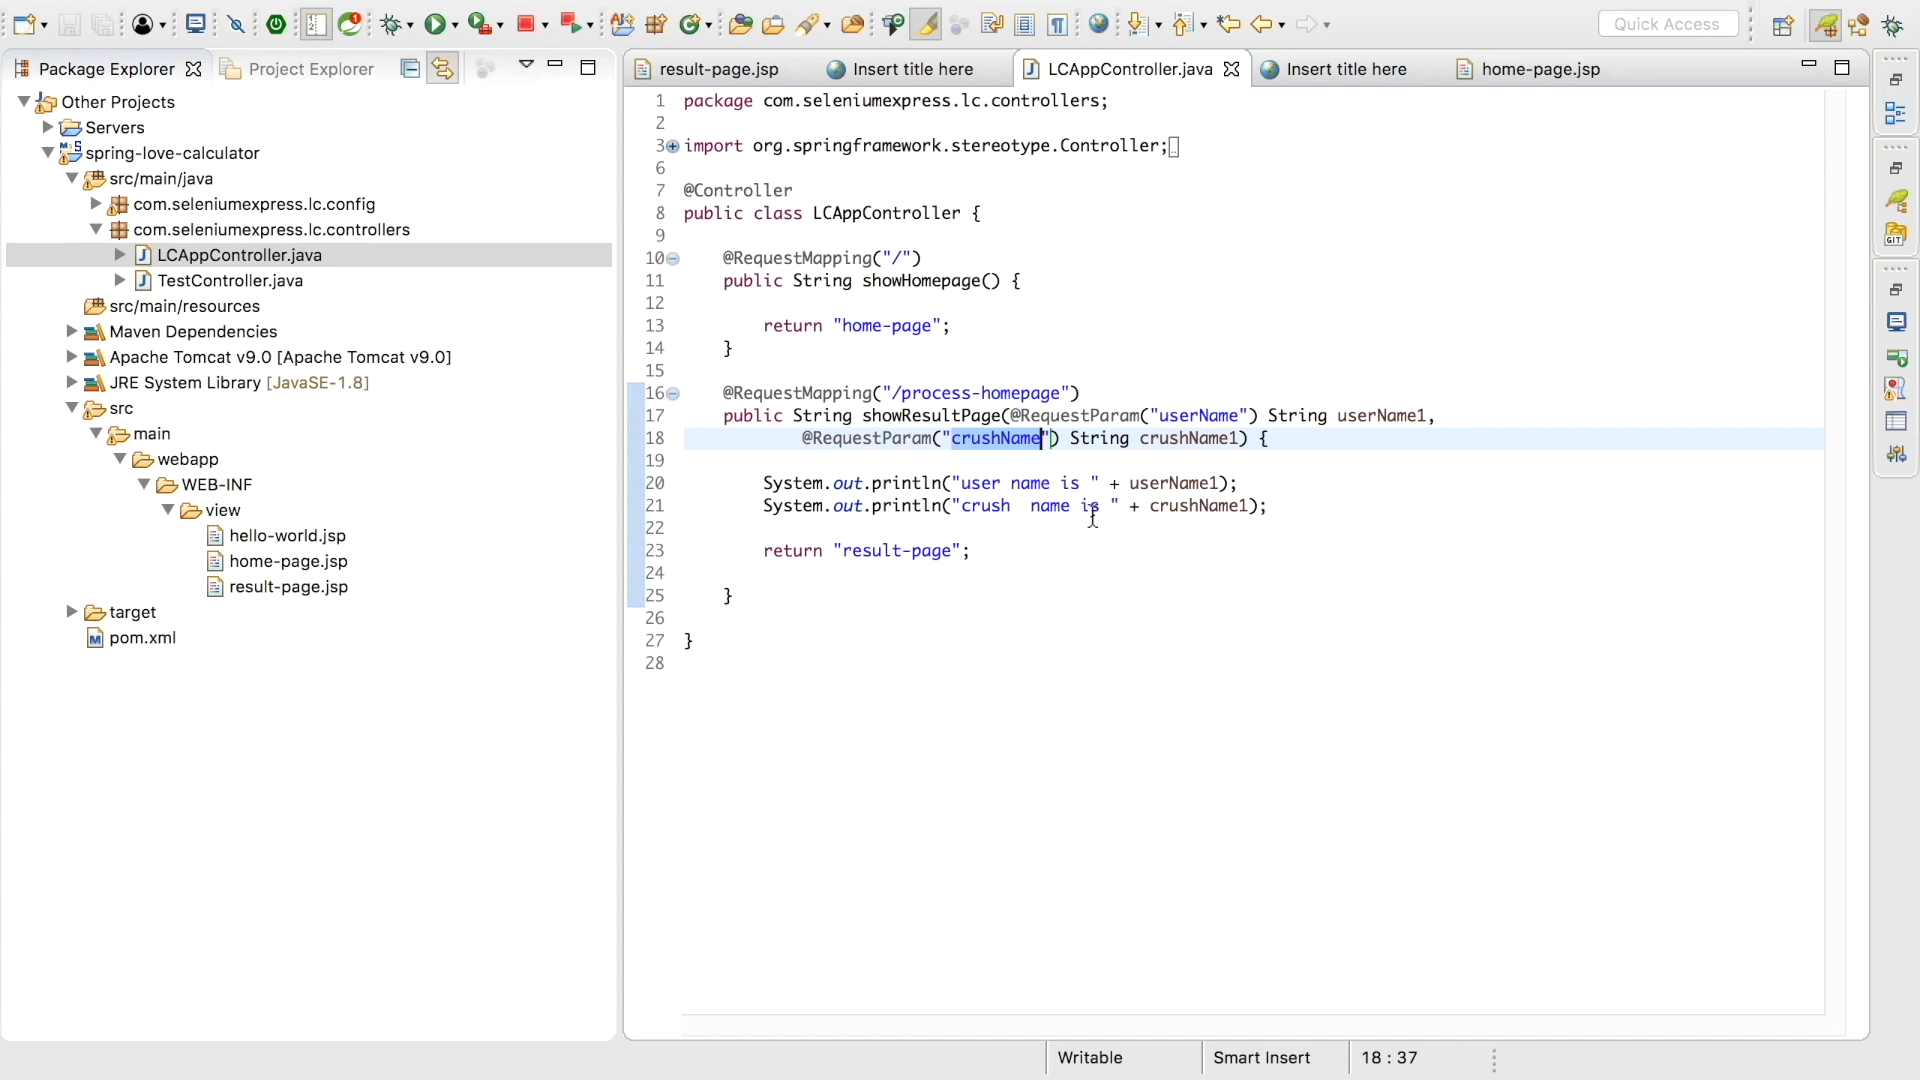 Quick Access
Package Explorer
Project Explorer
Other Projects
Servers
spring-love-calculator
src/main/java
com.seleniumexpress.lc.config
com.seleniumexpress.lc.controllers
LCAppController.java
TestController.java
src/main/resources
Maven Dependencies
Apache Tomcat v9.0 [Apache Tomcat v9.0]
JRE System Library [JavaSE-1.8]
src
main
webapp
WEB-INF
view
hello-world.jsp
home-page.jsp
result-page.jsp
target
pom.xml
result-page.jsp
Insert title here
LCAppController.java
Insert title here
home-page.jsp
1 package com.seleniumexpress.lc.controllers;
2
3 import org.springframework.stereotype.Controller;
6
7 @Controller
8 public class LCAppController {
9
10 @RequestMapping("/")
11 public String showHomepage() {
12
13 return "home-page";
14 }
15
16 @RequestMapping("/process-homepage")
17 public String showResultPage(@RequestParam("userName") String userName1,
18 @RequestParam("crushName") String crushName1) {
19
20 System.out.println("user name is " + userName1);
21 System.out.println("crush  name is " + crushName1);
22
23 return "result-page";
24
25 }
26
27 }
28
Writable
Smart Insert
18 : 37